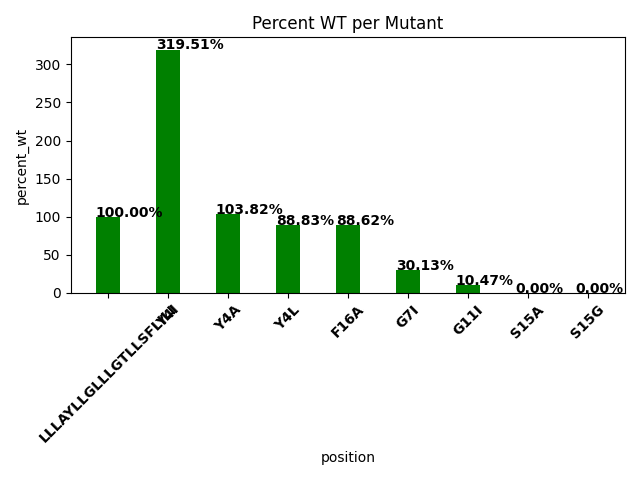 Percent WT per Mutant
percent_wt
300
250
200
150
100
50
0
100.00%
319.51%
103.82%
88.83%
88.62%
30.13%
10.47%
0.00%
0.00%
Y4I
Y4A
Y4L
F16A
G7I
G11I
S15A
S15G
position